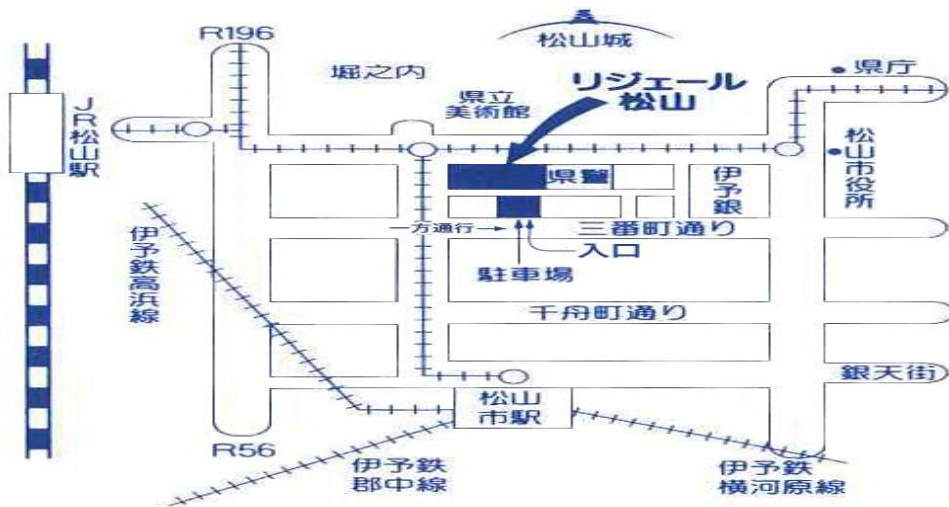 R196
松山城
堀之内
県庁
リジェール
松山
県立
美術館
JR松山駅
松山市役所
県警
伊予銀
一方通行
三番町通り
入口
駐車場
伊予鉄高浜線
千舟町通り
銀天街
松山
市駅
R56
伊予鉄
郡中線
伊予鉄
横河原線